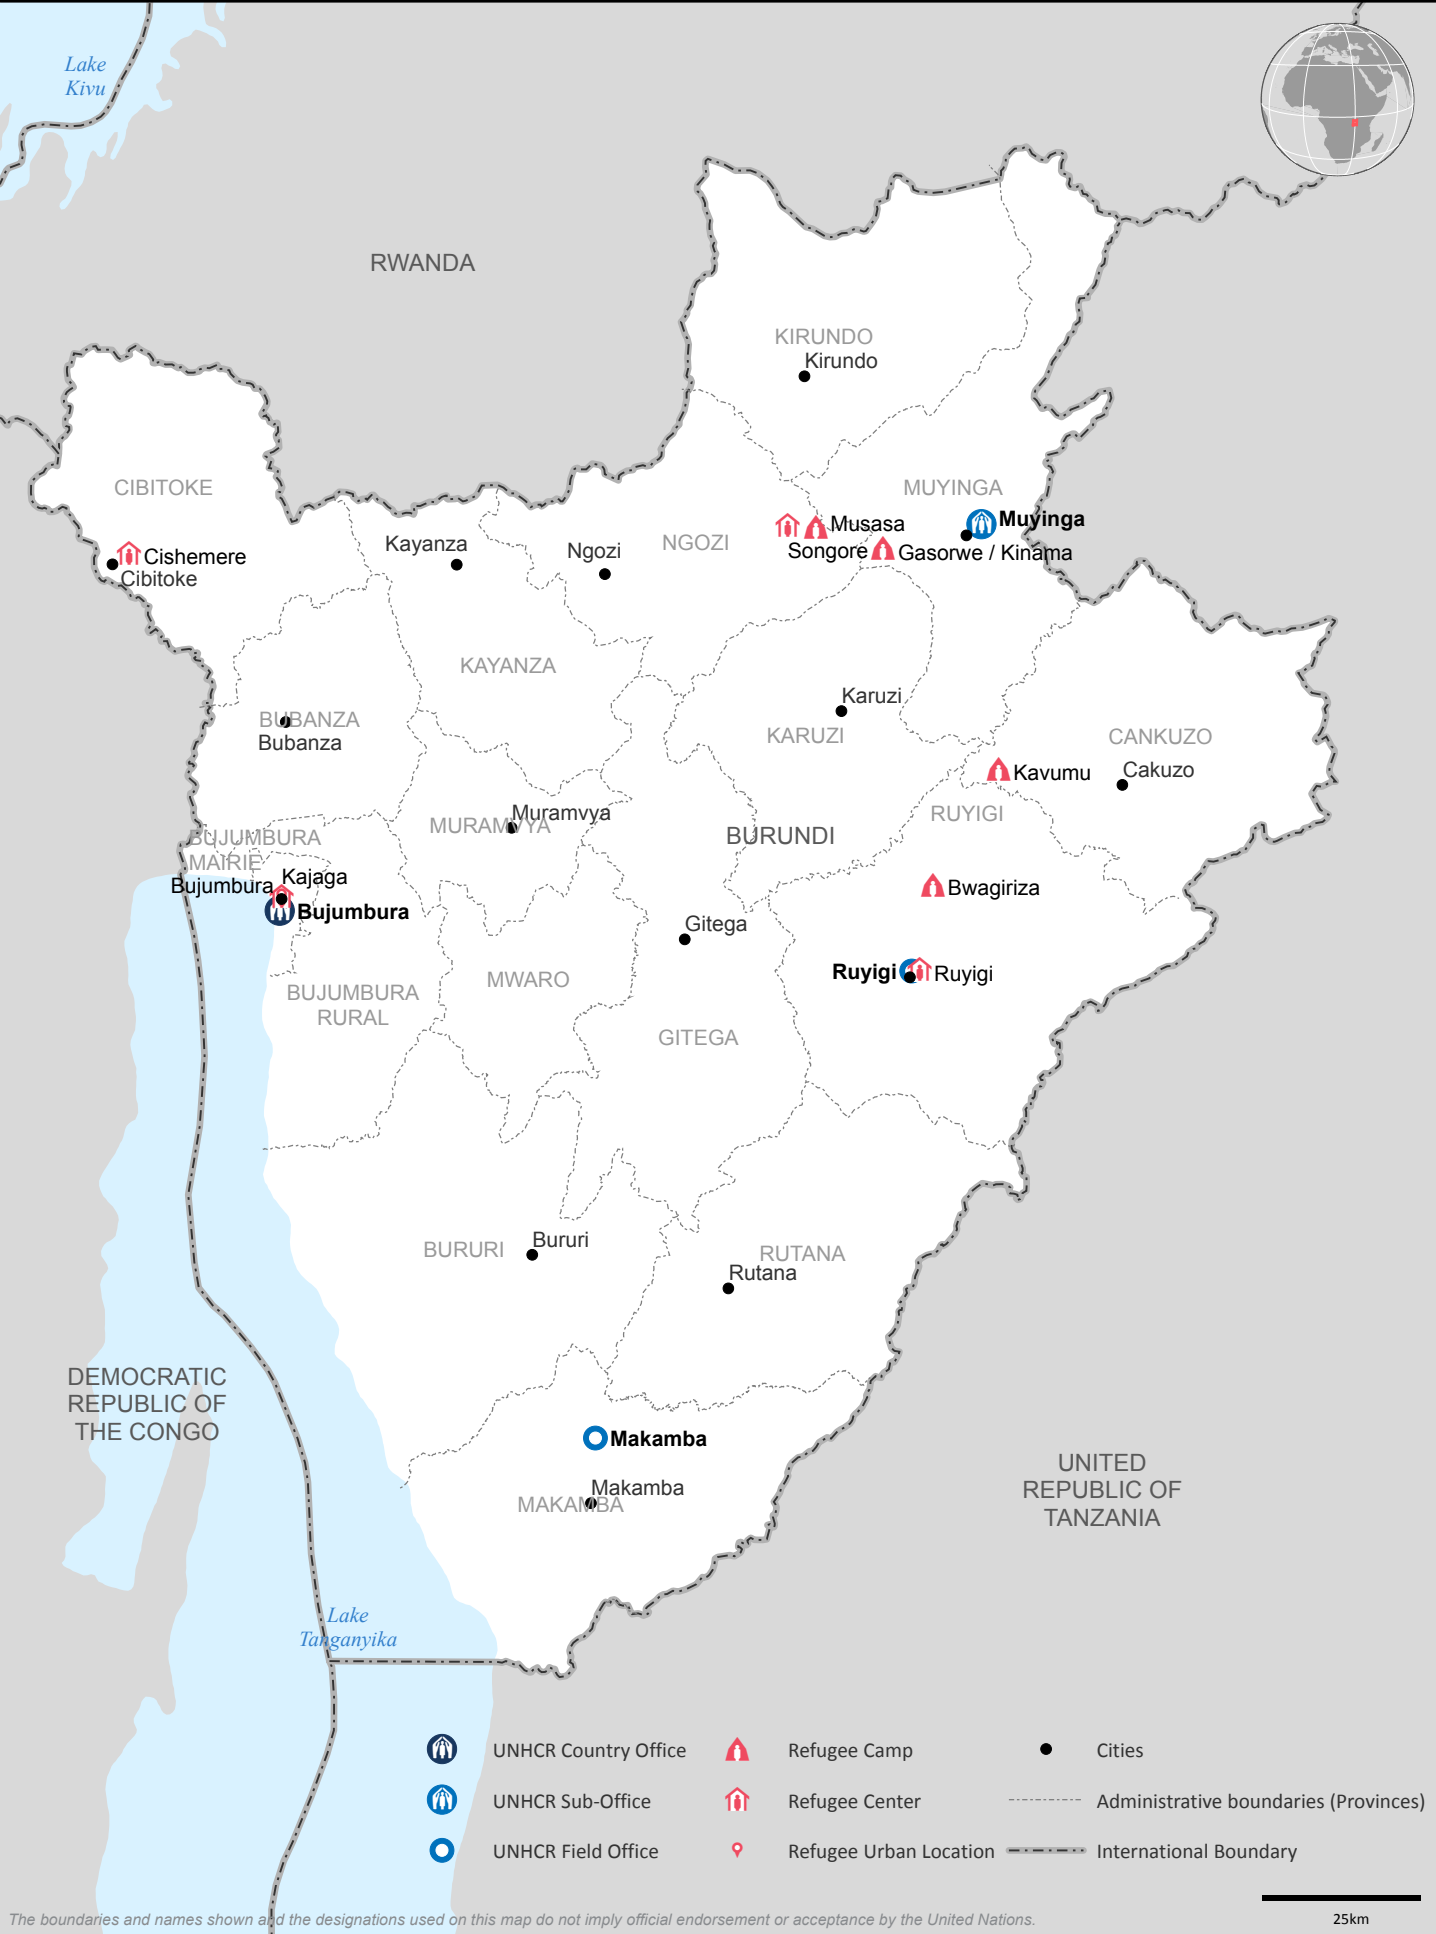 Lake
Kivu
RWANDA
KIRUNDO
Kirundo
CIBITOKE
MUYINGA
Muyinga
Musasa
Songore
Gasorwe / Kinama
NGOZI
Ngozi
Kayanza
Cishemere
Cibitoke
KAYANZA
Karuzi
KARUZI
BUBANZA
Bubanza
CANKUZO
Cakuzo
Kavumu
RUYIGI
Muramvya
MURAMVYA
BURUNDI
BUJUMBURA
MAIRIE
Kajaga
Bujumbura
Bujumbura
Bwagiriza
Gitega
Ruyigi
Ruyigi
MWARO
BUJUMBURA
RURAL
GITEGA
BURURI
Bururi
RUTANA
Rutana
DEMOCRATIC
REPUBLIC OF
THE CONGO
Makamba
Makamba
MAKAMBA
UNITED
REPUBLIC OF
TANZANIA
Lake
Tanganyika
UNHCR Country Office
Refugee Camp
Cities
UNHCR Sub-Office
Refugee Center
Administrative boundaries (Provinces)
UNHCR Field Office
Refugee Urban Location
International Boundary
25km
The boundaries and names shown and the designations used on this map do not imply official endorsement or acceptance by the United Nations.